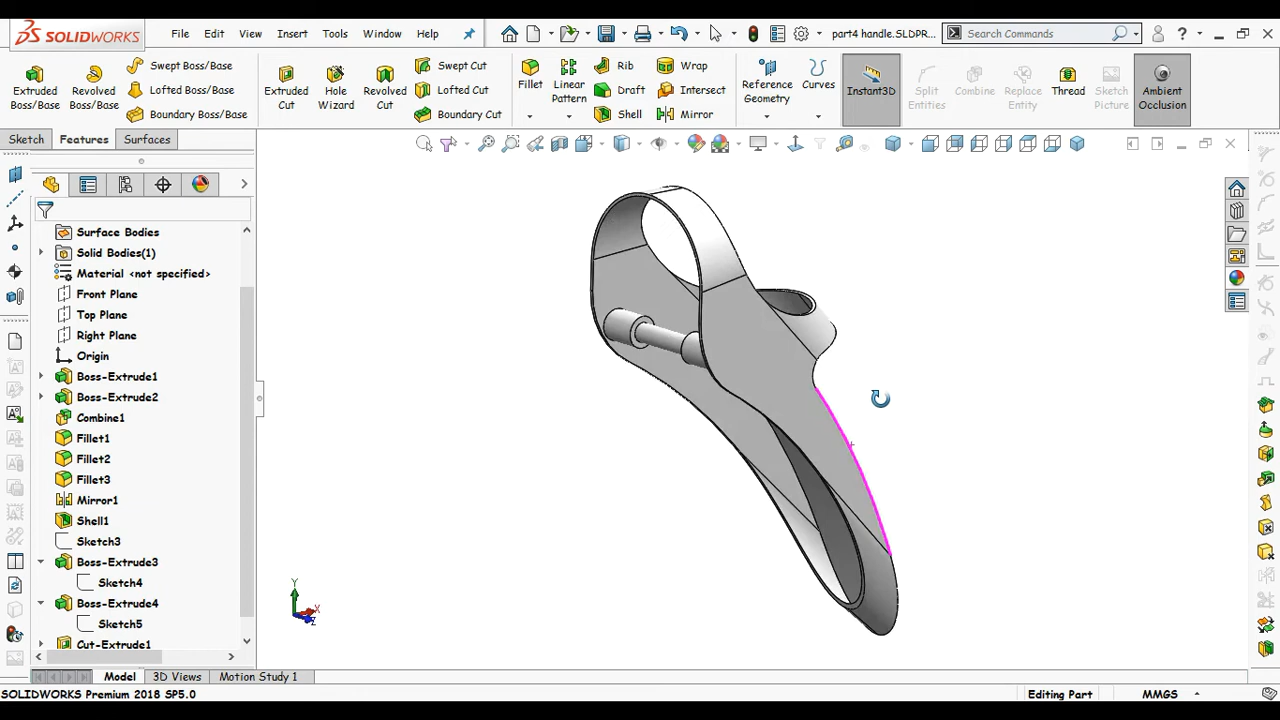 SOLIDWORKS File Edit View Insert Tools Window Help part4 handle.SLDPR... Search Commands ?
Extruded Boss/Base Revolved Boss/Base Swept Boss/Base Lofted Boss/Base Boundary Boss/Base Extruded Cut Hole Wizard Revolved Cut Swept Cut Lofted Cut Boundary Cut Fillet Linear Pattern Rib Draft Shell Wrap Intersect Mirror Reference Geometry Curves Instant3D Split Entities Combine Replace Entity Thread Sketch Picture Ambient Occlusion
Sketch Features Surfaces
Surface Bodies
Solid Bodies(1)
Material <not specified>
Front Plane
Top Plane
Right Plane
Origin
Boss-Extrude1
Boss-Extrude2
Combine1
Fillet1
Fillet2
Fillet3
Mirror1
Shell1
Sketch3
Boss-Extrude3
Sketch4
Boss-Extrude4
Sketch5
Cut-Extrude1
Y
X
Z
Model 3D Views Motion Study 1
SOLIDWORKS Premium 2018 SP5.0 Editing Part MMGS